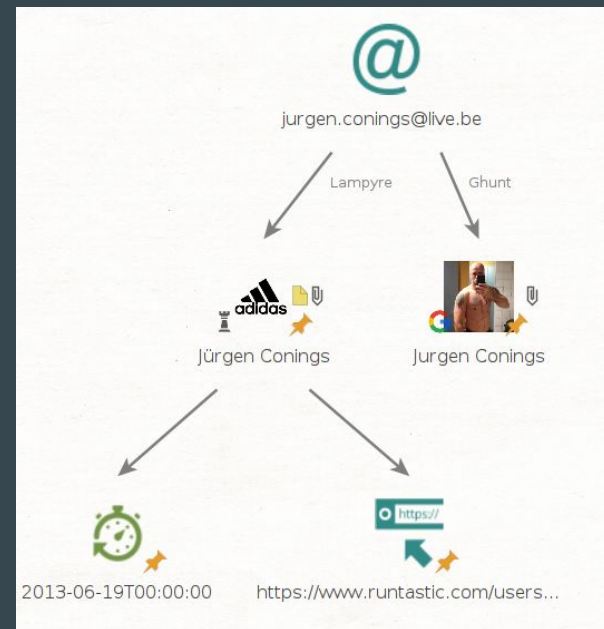 @
jurgen.conings@live.be
Lampyre
Ghunt
adidas
Jürgen Conings
Jurgen Conings
https://
2013-06-19T00:00:00
https://www.runtastic.com/users...